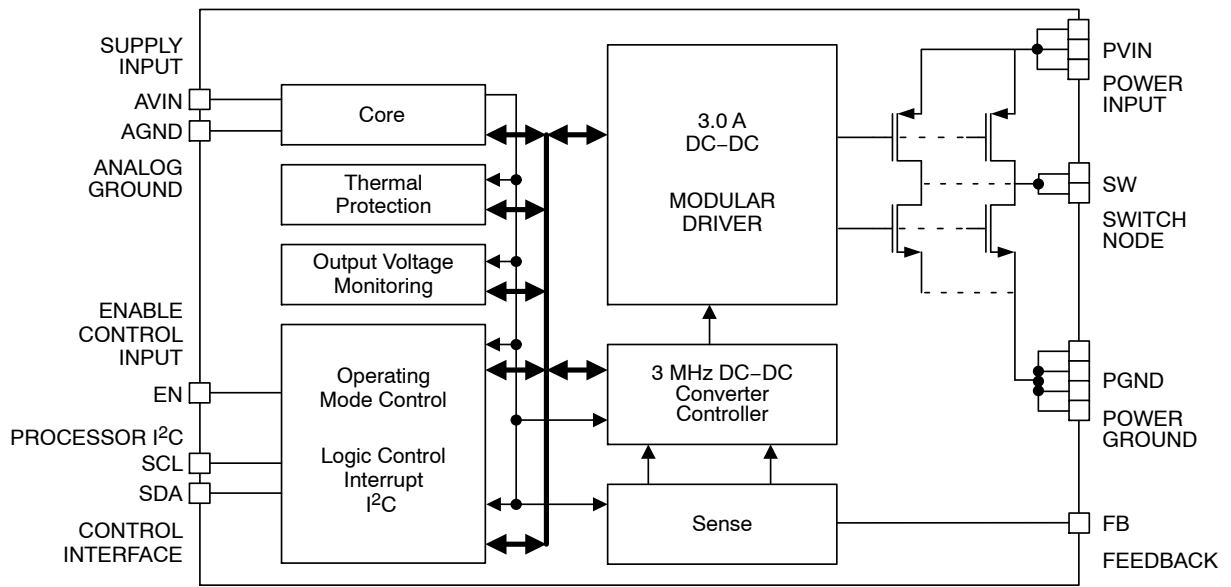 SUPPLY
INPUT
AVIN
AGND
ANALOG
GROUND
ENABLE
CONTROL
INPUT
EN
PROCESSOR I²C
SCL
SDA
CONTROL
INTERFACE
Core
Thermal
Protection
Output Voltage
Monitoring
Operating
Mode Control
Logic Control
Interrupt
I²C
3.0 A
DC−DC
MODULAR
DRIVER
3 MHz DC−DC
Converter
Controller
Sense
PVIN
POWER
INPUT
SW
SWITCH
NODE
PGND
POWER
GROUND
FB
FEEDBACK